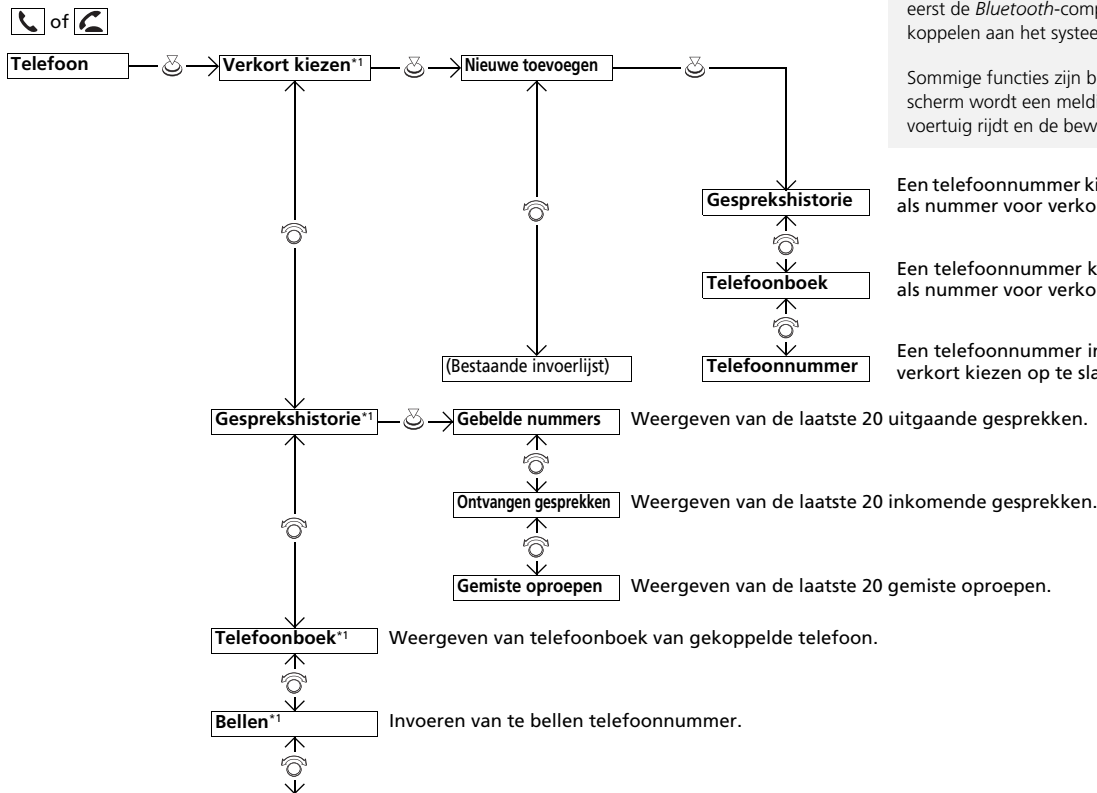 of
eerst de Bluetooth-comp
koppelen aan het systee
Sommige functies zijn b
scherm wordt een meld
voertuig rijdt en de bew
Telefoon
Verkort kiezen*1
Nieuwe toevoegen
Gesprekshistorie
Een telefoonnummer ki
als nummer voor verko
Telefoonboek
Een telefoonnummer k
als nummer voor verko
(Bestaande invoerlijst)
Telefoonnummer
Een telefoonnummer in
verkort kiezen op te sla
Gesprekshistorie*1
Gebelde nummers
Weergeven van de laatste 20 uitgaande gesprekken.
Ontvangen gesprekken
Weergeven van de laatste 20 inkomende gesprekken.
Gemiste oproepen
Weergeven van de laatste 20 gemiste oproepen.
Telefoonboek*1
Weergeven van telefoonboek van gekoppelde telefoon.
Bellen*1
Invoeren van te bellen telefoonnummer.